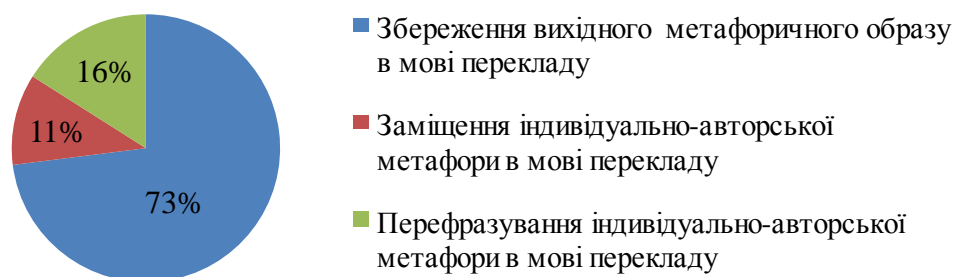 16%
11%
73%
Збереження вихідного метафоричного образу
в мові перекладу
Заміщення індивідуально-авторської
метафори в мові перекладу
Перефразування індивідуально-авторської
метафори в мові перекладу